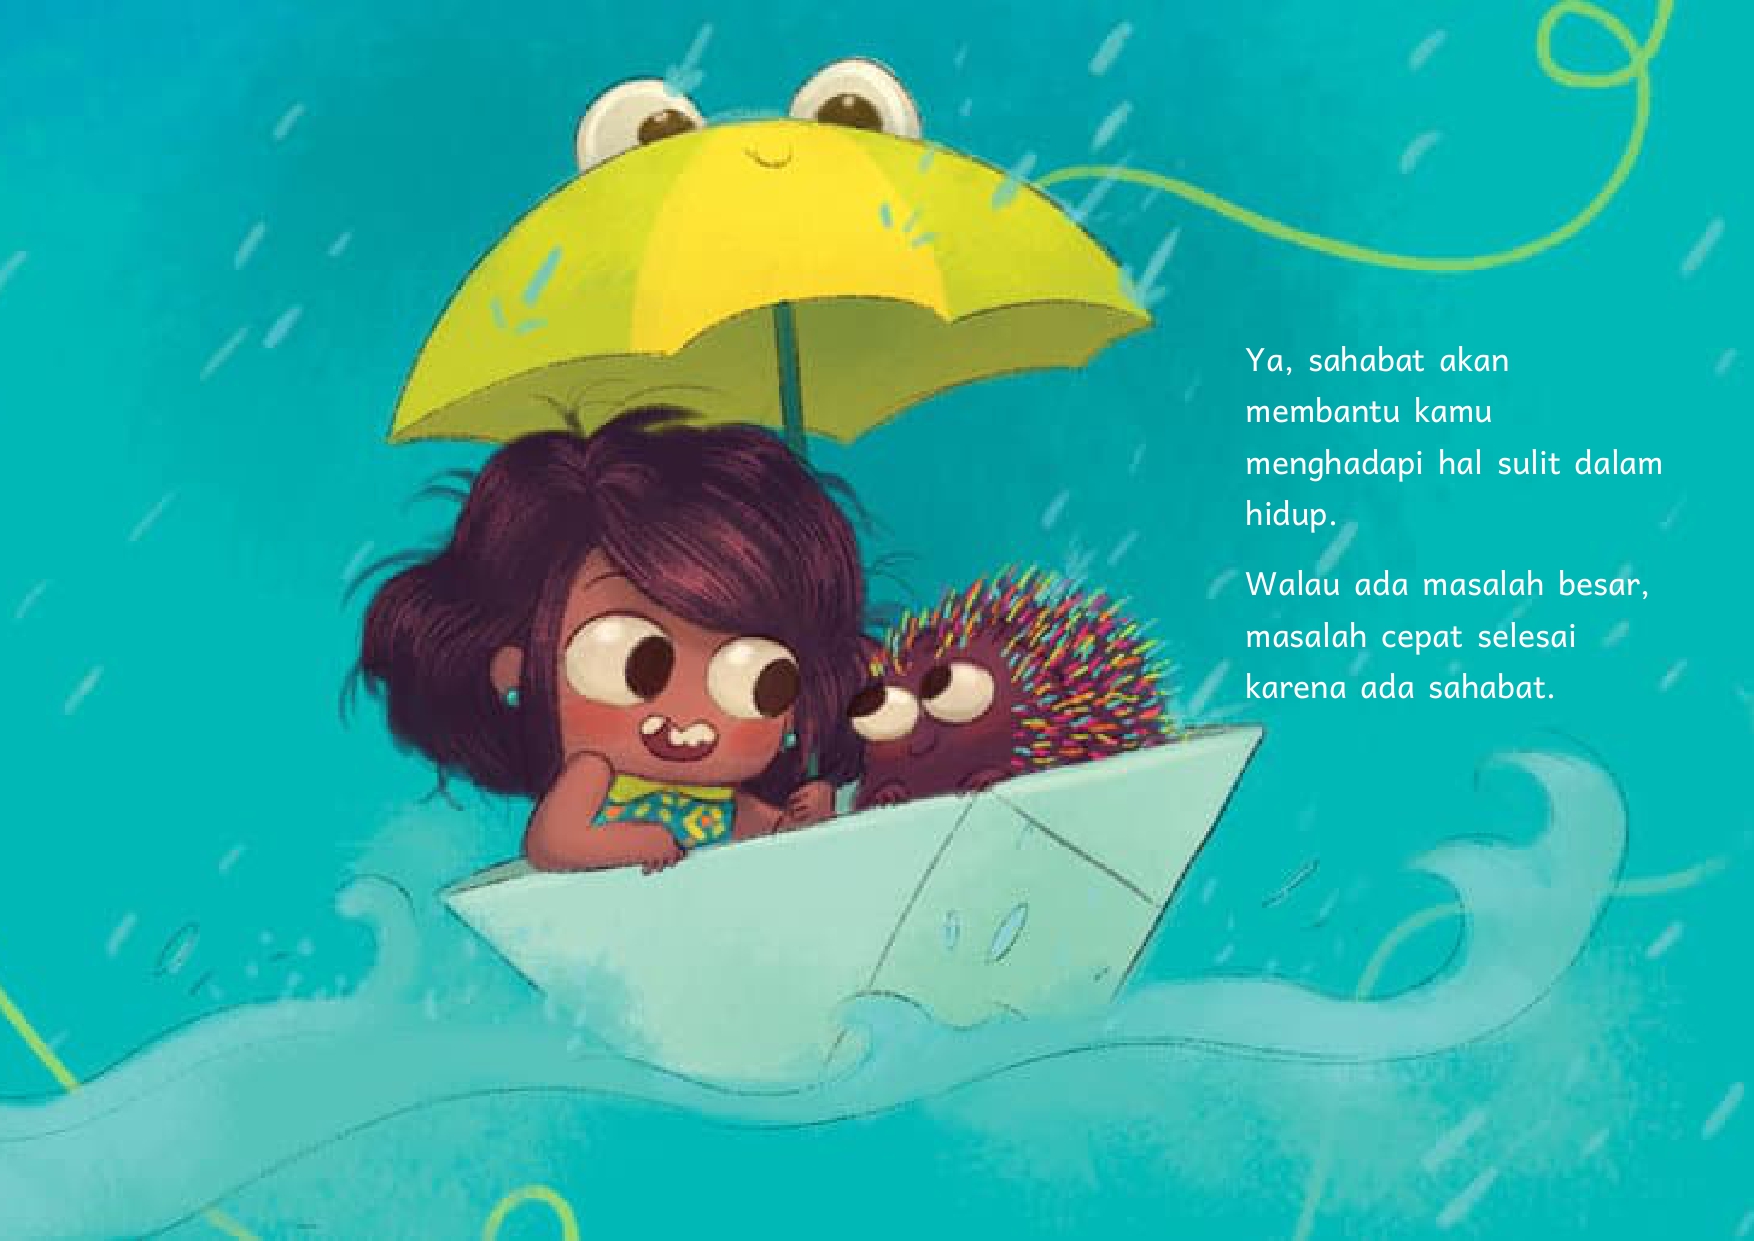 Ya, sahabat akan
membantu kamu
menghadapi hal sulit dalam
hidup.
Walau ada masalah besar,
masalah cepat selesai
karena ada sahabat.